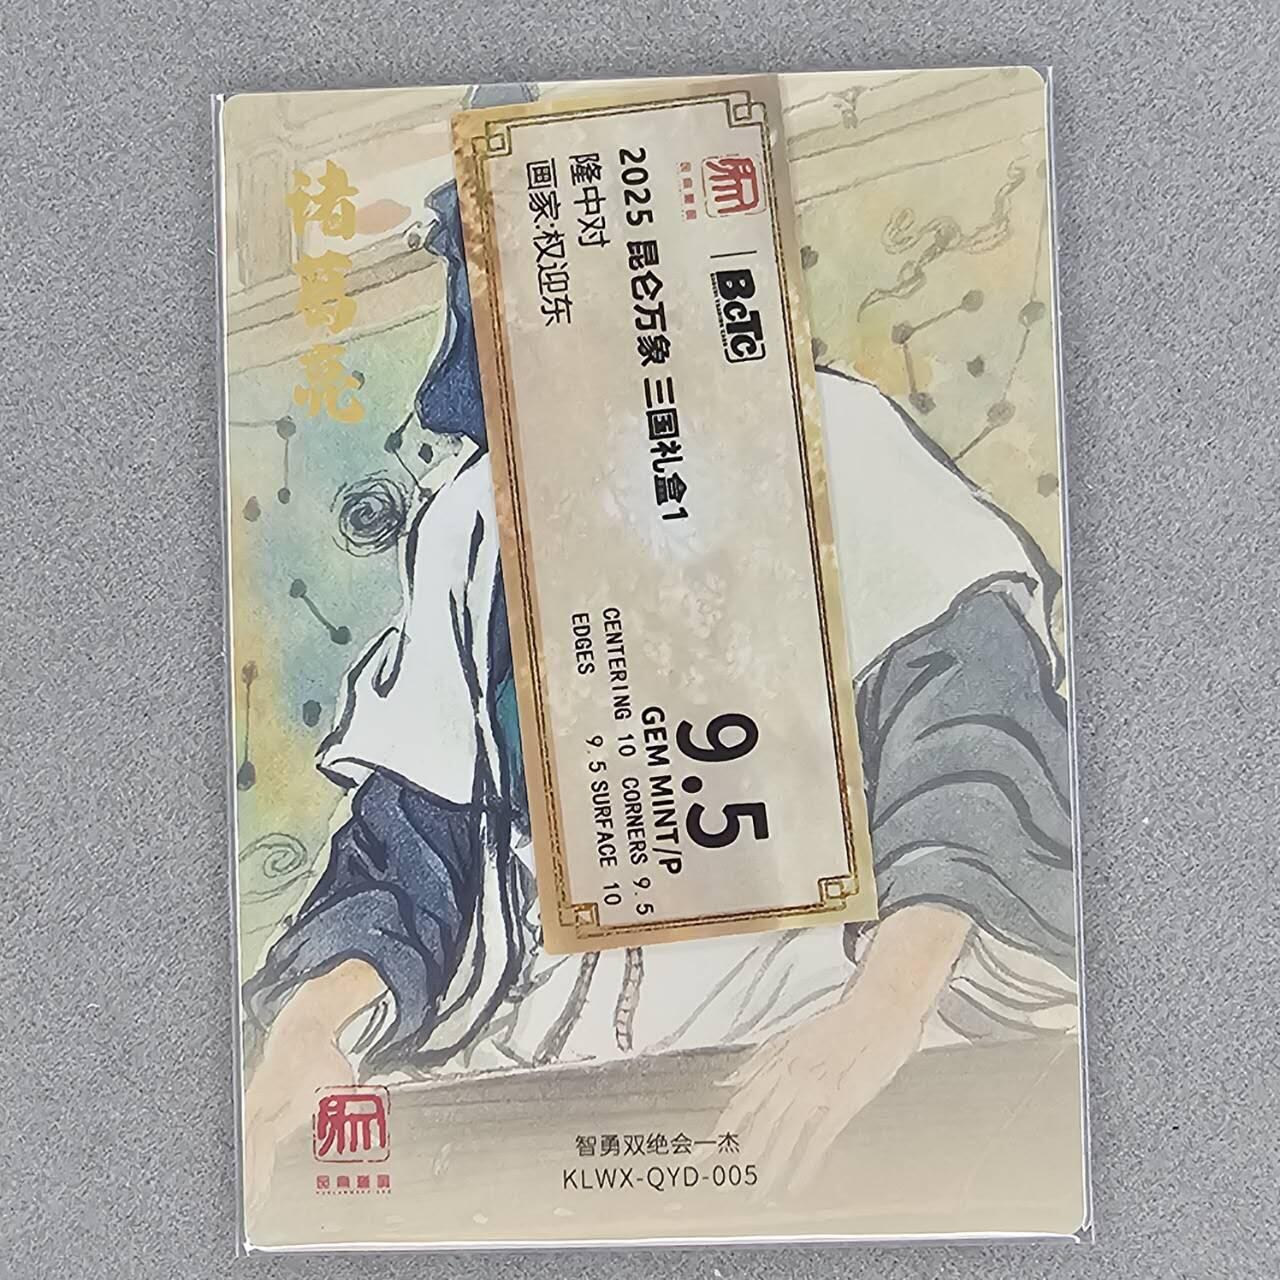 诸葛亮
BCTC
2025 昆仑万象 三国礼盒1
隆中对
画家:权迎东
9.5
GEM MINT/P
CENTERING 10 CORNERS 9.5
EDGES 9.5 SURFACE 10
智勇双绝会一杰
KLWX-QYD-005